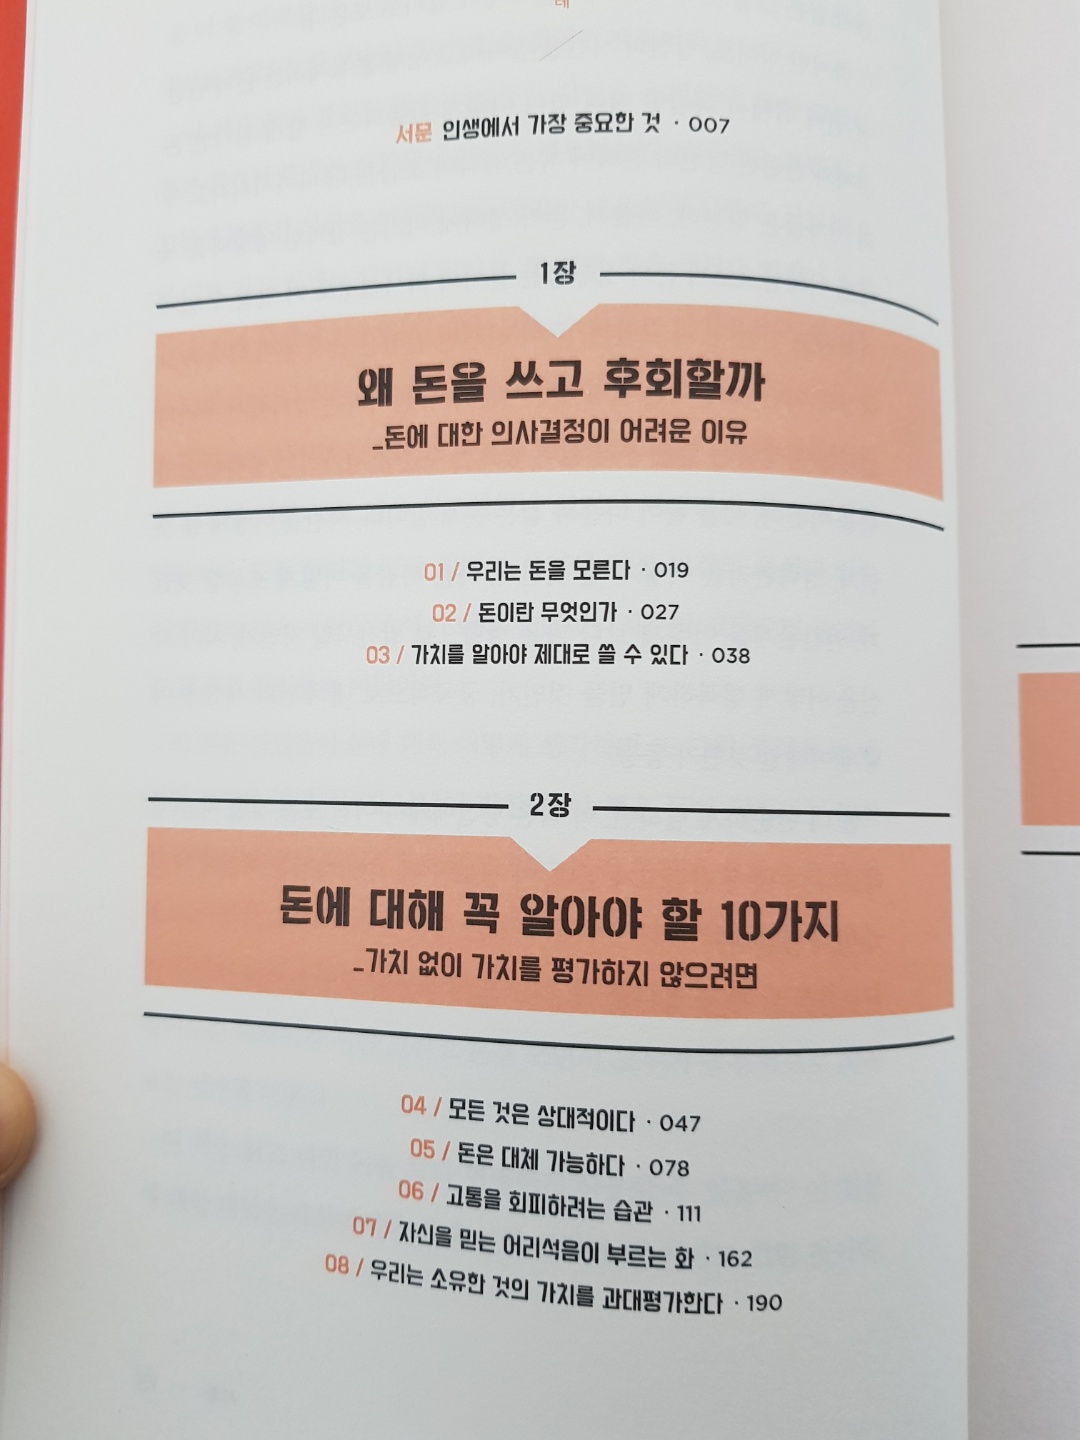 서문 인생에서 가장 중요한 것 · 007
1장
왜 돈을 쓰고 후회할까
_돈에 대한 의사결정이 어려운 이유
01 / 우리는 돈을 모른다 · 019
02 / 돈이란 무엇인가 · 027
03 / 가치를 알아야 제대로 쓸 수 있다 · 038
2장
돈에 대해 꼭 알아야 할 10가지
_가치 없이 가치를 평가하지 않으려면
04 / 모든 것은 상대적이다 · 047
05 / 돈은 대체 가능하다 · 078
06 / 고통을 회피하려는 습관 · 111
07 / 자신을 믿는 어리석음이 부르는 화 · 162
08 / 우리는 소유한 것의 가치를 과대평가한다 · 190